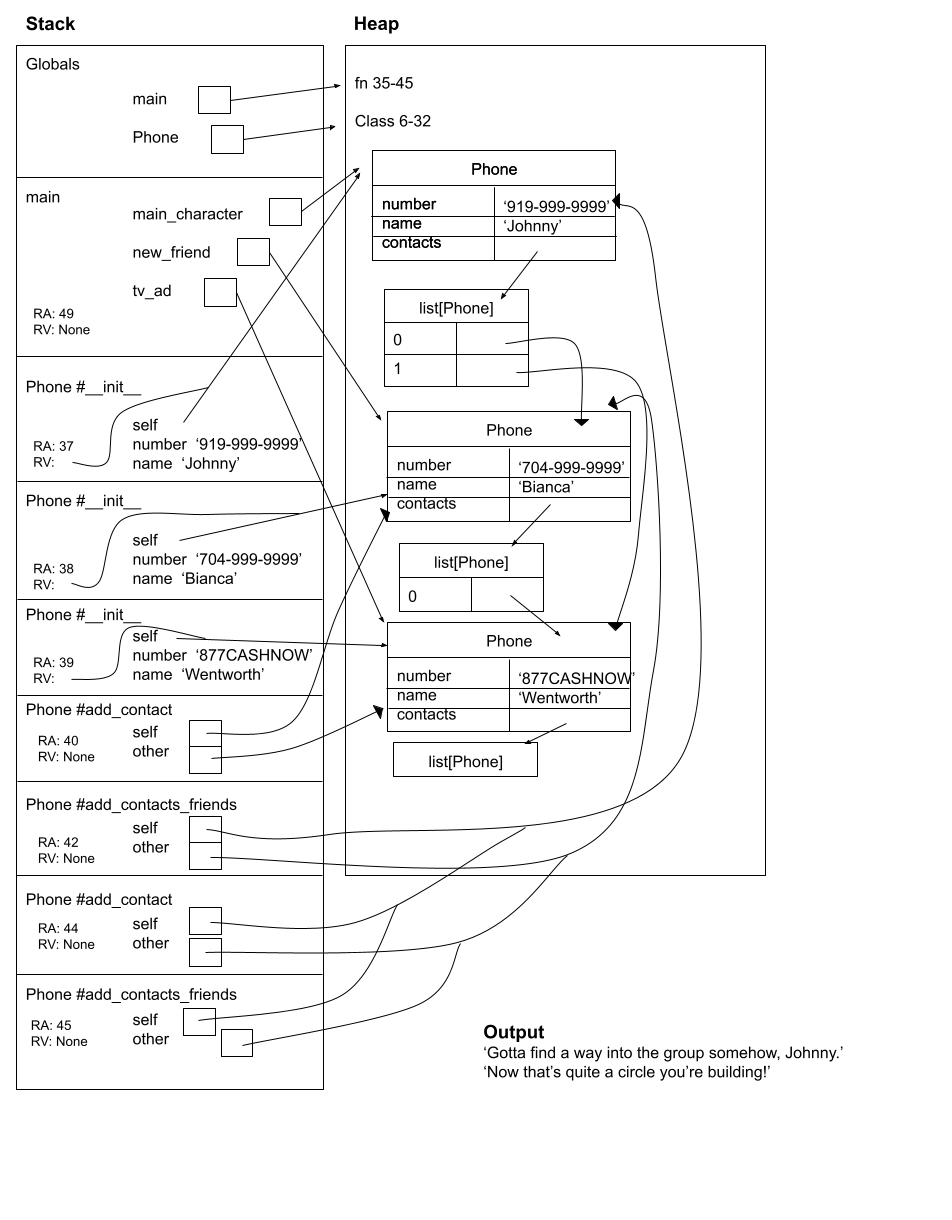 Stack
Globals
main
Phone
main
main_character
new_friend
tv_ad
RA: 49
RV: None
Phone #__init__
self
RA: 37
number ‘919-999-9999’
RV:
name ‘Johnny’
Phone #__init__
self
RA: 38
number ‘704-999-9999’
RV:
name ‘Bianca’
Phone #__init__
self
RA: 39
number ‘877CASHNOW’
RV:
name ‘Wentworth’
Phone #add_contact
RA: 40
self
RV: None
other
Phone #add_contacts_friends
self
RA: 42
other
RV: None
Phone #add_contact
RA: 44
self
RV: None
other
Phone #add_contacts_friends
RA: 45
self
RV: None
other
Heap
fn 35-45
Class 6-32
Phone
number ‘919-999-9999’
name ‘Johnny’
contacts
list[Phone]
0
1
Phone
number ‘704-999-9999’
name ‘Bianca’
contacts
list[Phone]
0
Phone
number ‘877CASHNOW’
name ‘Wentworth’
contacts
list[Phone]
Output
‘Gotta find a way into the group somehow, Johnny.’
‘Now that’s quite a circle you’re building!’